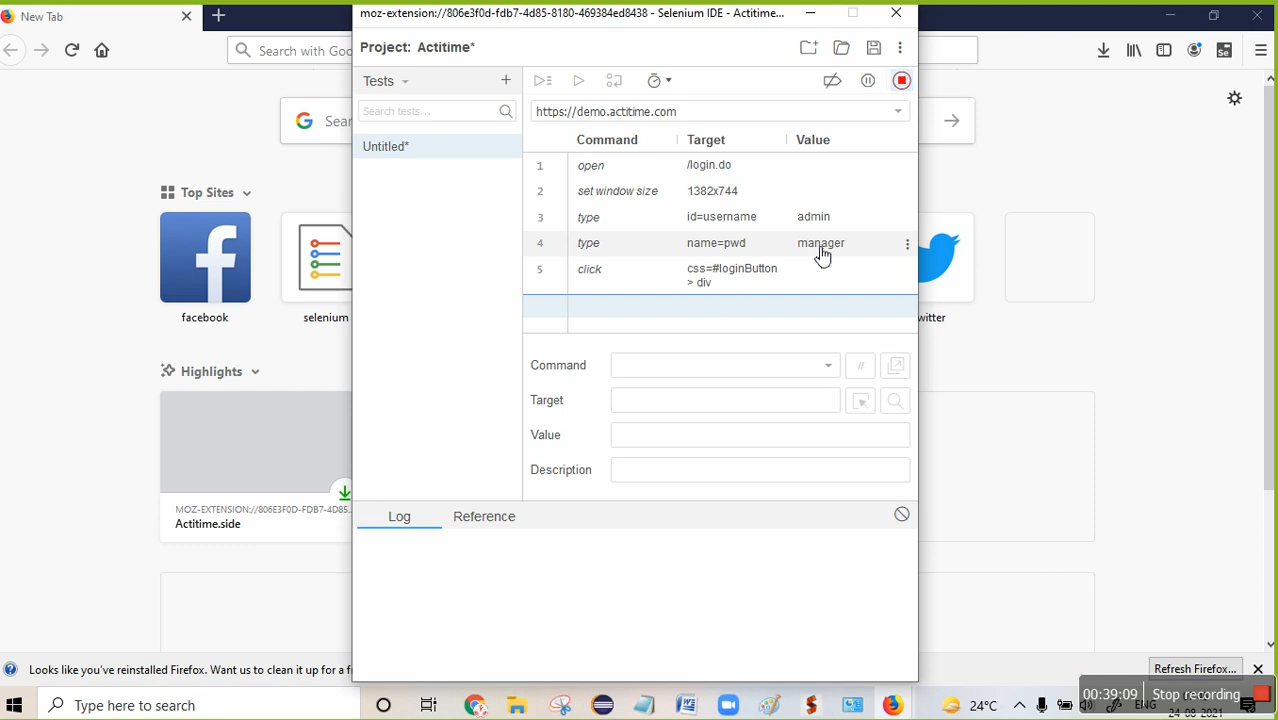 New Tab
moz-extension://806e3f0d-fdb7-4d85-8180-469384ed8438 - Selenium IDE - Actitime...
Search with Goo
Project: Actitime*
Tests
Search tests...
Untitled*
https://demo.actitime.com
Command Target Value
1 open /login.do
2 set window size 1382x744
3 type id=username admin
4 type name=pwd manager
5 click css=#loginButton
> div
Command
//
Target
Value
Description
Log Reference
Sear
Top Sites
facebook
selenium
witter
Highlights
MOZ-EXTENSION://806E3F0D-FDB7-4D85
Actitime.side
Se
Looks like you've reinstalled Firefox. Want us to clean it up for a f
Refresh Firefox...
Type here to search
24°C
ENG
24-08-2021
00:39:09 Stop recording